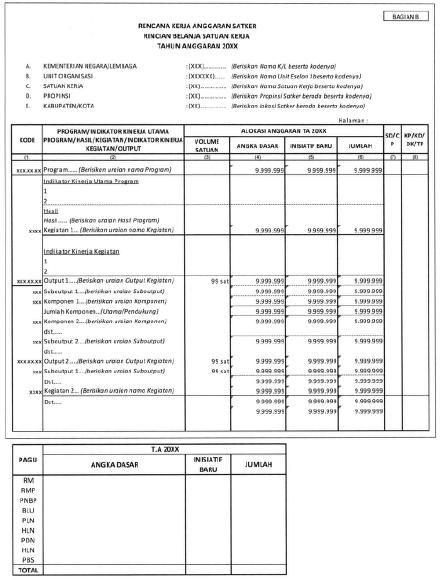 BAGIAN B
RENCANA KERJA ANGGARAN SATKER
RINCIAN BELANJA SATUAN KERJA
TAHUN ANGGARAN 20XX
A. KEMENTERIAN NEGARA/LEMBAGA :(XXX)............ (Berisikan Nama K/L beserta kodenya)
B. UNIT ORGANISASI :(XXXXX)...... (Berisikan Nama Unit Eselon I beserta kodenya)
C. SATUAN KERJA :(XX)............ (Berisikan Nama Satuan Kerja beserta kodenya)
D. PROPINSI :(XX)............ (Berisikan Propinsi Satker berada beserta kodenya)
E. KABUPATEN/KOTA :(XX)............ (Berisikan lokasi Satker berada beserta kodenya)
Halaman :
KODE PROGRAM/INDIKATOR KINERJA UTAMA PROGRAM/HASIL/KEGIATAN/INDIKATOR KINERJA KEGIATAN/OUTPUT VOLUME SATUAN ALOKASI ANGGARAN TA 20XX SD/C P KP/KD/ DK/TP
ANGKA DASAR INISIATIF BARU JUMLAH
(1) (2) (3) (4) (5) (6) (7) (8)
xxx.xx.xx Program..... (Berisikan uraian nama Program) 9.999.999 9.999.999 9.999.999
Indikator Kinerja Utama Program
1
2
Hasil
Hasil ..... (Berisikan uraian Hasil Program)
xxxx Kegiatan 1... (Berisikan uraian nama Kegiatan) 9.999.999 9.999.999 9.999.999
Indikator Kinerja Kegiatan
1
2
xxx.xx.xx Output 1.....(Berisikan uraian Output Kegiatan) 99 sat 9.999.999 9.999.999 9.999.999
xxx Suboutput 1....(berisikan uraian Suboutput) 9.999.999 9.999.999 9.999.999
xxx Komponen 1....(berisikan uraian Komponen) 9.999.999 9.999.999 9.999.999
Jumlah Komponen...(Utama/Pendukung) 9.999.999 9.999.999 9.999.999
xxx Komponen 2....(berisikan uraian Komponen) 9.999.999 9.999.999 9.999.999
dst.....
xxx Suboutput 2....(berisikan uraian Suboutput) 9.999.999 9.999.999 9.999.999
dst.....
xxx.xx.xx Output 2.....(Berisikan uraian Output Kegiatan) 99 sat 9.999.999 9.999.999 9.999.999
xxx Suboutput 1....(berisikan uraian Suboutput) 99 sat 9.999.999 9.999.999 9.999.999
Dst..... 9.999.999 9.999.999 9.999.999
xxxx Kegiatan 2... (Berisikan uraian nama Kegiatan) 9.999.999 9.999.999 9.999.999
Dst..... 9.999.999 9.999.999 9.999.999
9.999.999 9.999.999 9.999.999
PAGU T.A 20XX
ANGKA DASAR INISIATIF BARU JUMLAH
RM
RMP
PNBP
BLU
PLN
HLN
PDN
HLN
PBS
TOTAL